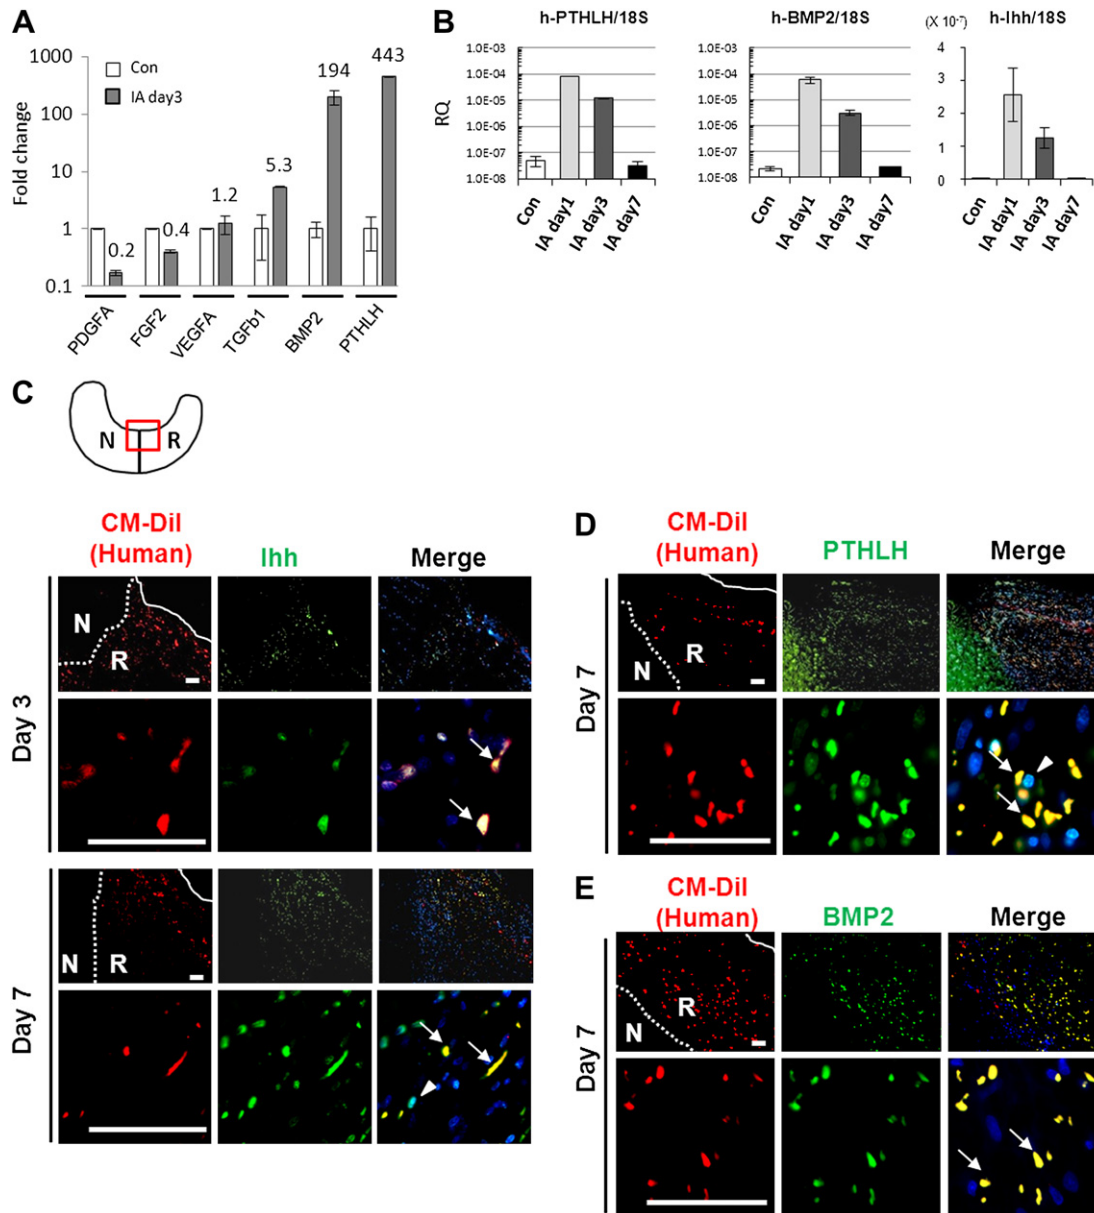 A
Fold change
1000
100
10
1
0.1
Con
IA day3
0.2
0.4
1.2
5.3
194
443
PDGFA
FGF2
VEGFA
TGFb1
BMP2
PTHLH
B
h-PTHLH/18S
RQ
1.0E-03
1.0E-04
1.0E-05
1.0E-06
1.0E-07
1.0E-08
Con
IA day1
IA day3
IA day7
h-BMP2/18S
1.0E-03
1.0E-04
1.0E-05
1.0E-06
1.0E-07
1.0E-08
Con
IA day1
IA day3
IA day7
(X 10⁻⁷)
h-Ihh/18S
4
3
2
1
0
Con
IA day1
IA day3
IA day7
C
N R
CM-DiI
(Human)
Ihh
Merge
Day 3
N
R
Day 7
N R
D
CM-DiI
(Human)
PTHLH
Merge
Day 7
N R
E
CM-DiI
(Human)
BMP2
Merge
Day 7
N R